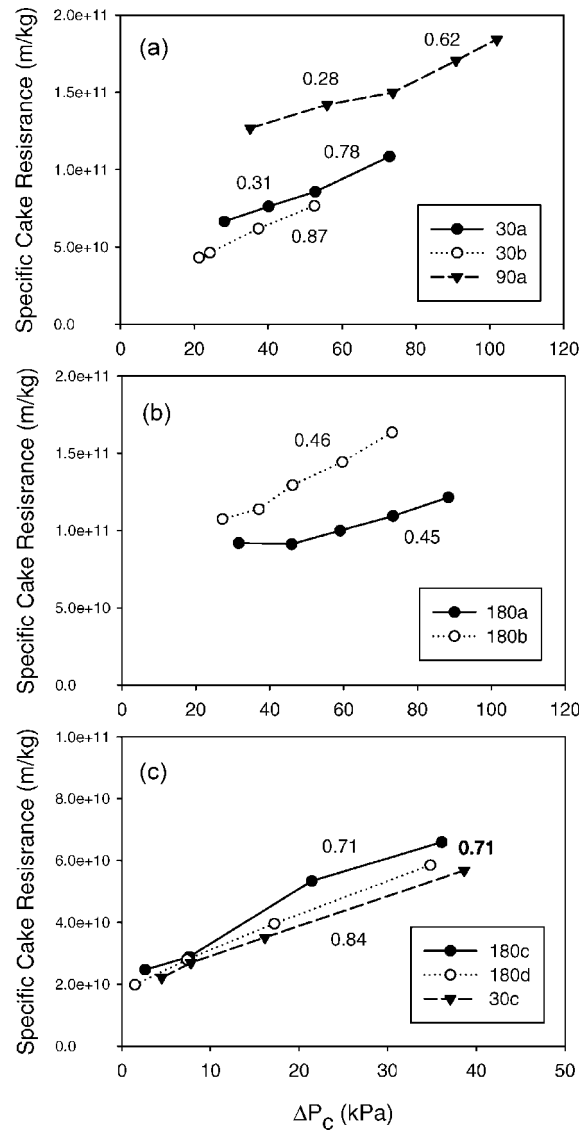 2.0e+11
(a)
0.62
0.28
1.5e+11
0.78
1.0e+11
0.31
0.87
5.0e+10
30a
30b
90a
0.0
0 20 40 60 80 100 120
Specific Cake Resisrance (m/kg)
2.0e+11
(b)
0.46
1.5e+11
1.0e+11
0.45
5.0e+10
180a
180b
0.0
0 20 40 60 80 100 120
Specific Cake Resisrance (m/kg)
1.0e+11
(c)
8.0e+10
0.71 0.71
6.0e+10
4.0e+10
0.84
180c
180d
30c
2.0e+10
0.0
0 10 20 30 40 50
Specific Cake Resisrance (m/kg)
ΔPc (kPa)